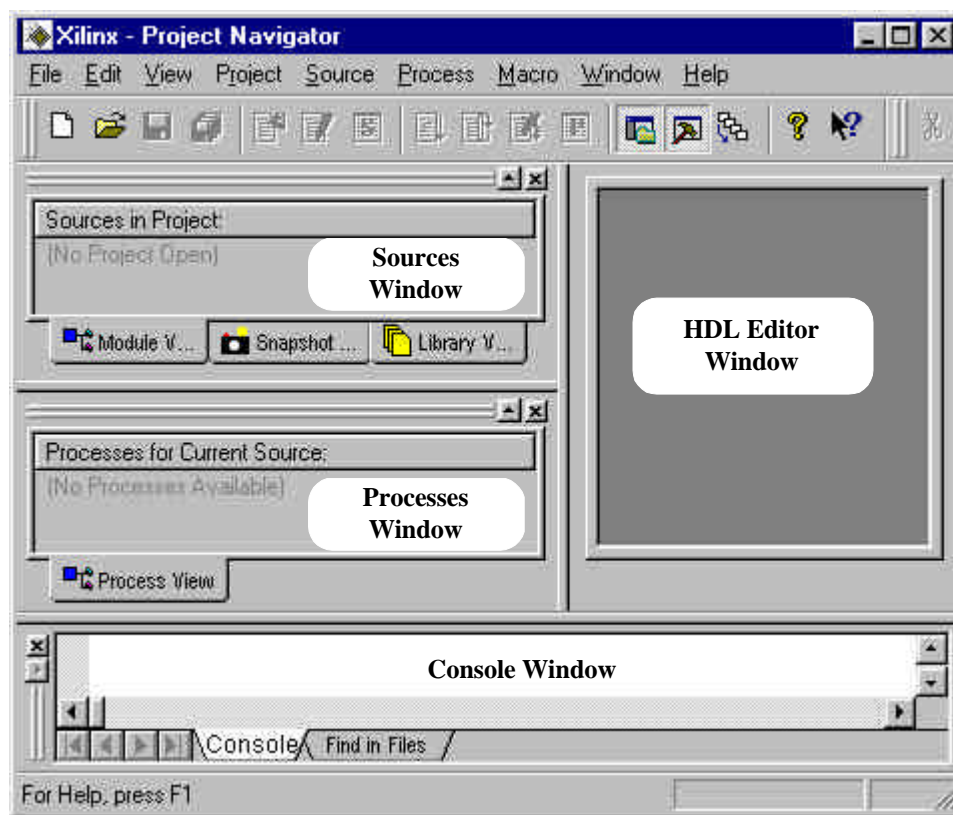 Xilinx - Project Navigator
File Edit View Project Source Process Macro Window Help
Sources in Project:
(No Project Open)
Sources
Window
Module V...
Snapshot ...
Library V...
HDL Editor
Window
Processes for Current Source:
(No Processes Available)
Processes
Window
Process View
Console Window
Console
Find in Files
For Help, press F1